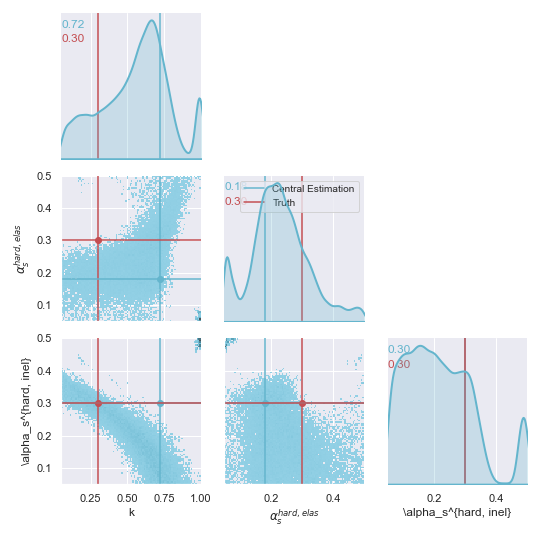 0.72
0.30
0.5
0.4
0.3
0.2
0.1
α_s^{hard, elas}
Central Estimation
Truth
0.5
0.4
0.3
0.2
0.1
\alpha_s^{hard, inel}
0.30
0.30
0.25 0.50 0.75 1.00
k
0.2 0.4
α_s^{hard, elas}
0.2 0.4
\alpha_s^{hard, inel}